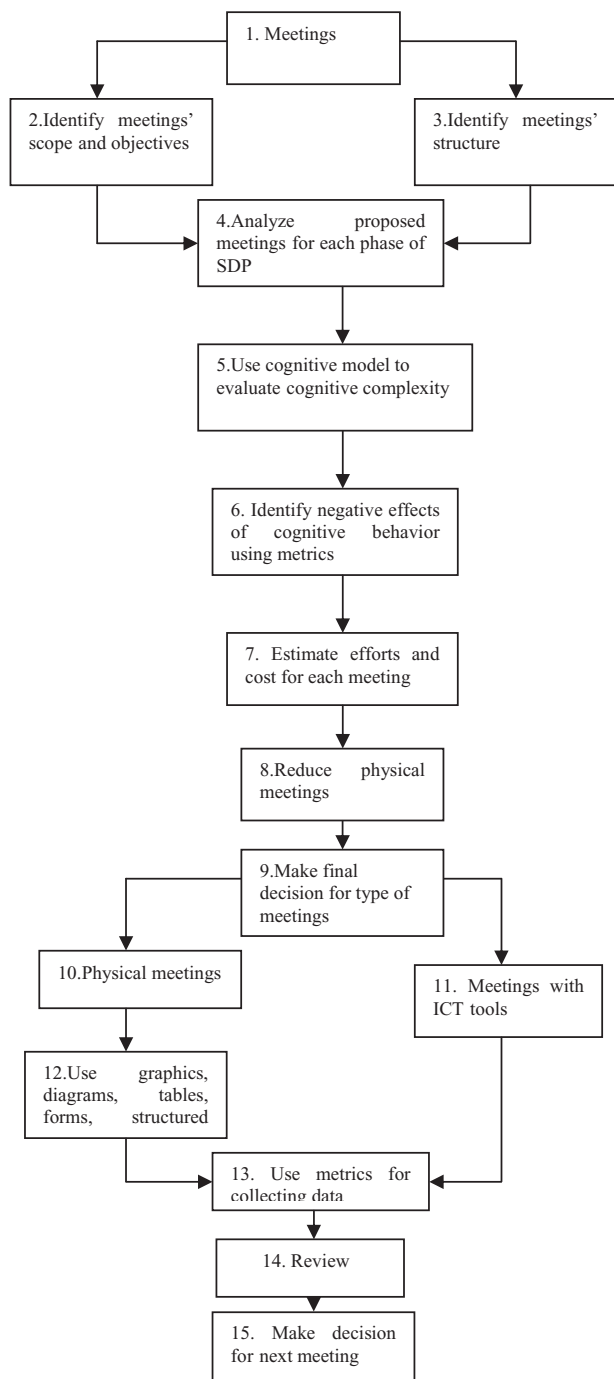 1. Meetings
2.Identify meetings’
scope and objectives
3.Identify meetings’
structure
4.Analyze proposed
meetings for each phase of
SDP
5.Use cognitive model to
evaluate cognitive complexity
6. Identify negative effects
of cognitive behavior
using metrics
7. Estimate efforts and
cost for each meeting
8.Reduce physical
meetings
9.Make final
decision for type of
meetings
10.Physical meetings
11. Meetings with
ICT tools
12.Use graphics,
diagrams, tables,
forms, structured
13. Use metrics for
collecting data
14. Review
15. Make decision
for next meeting